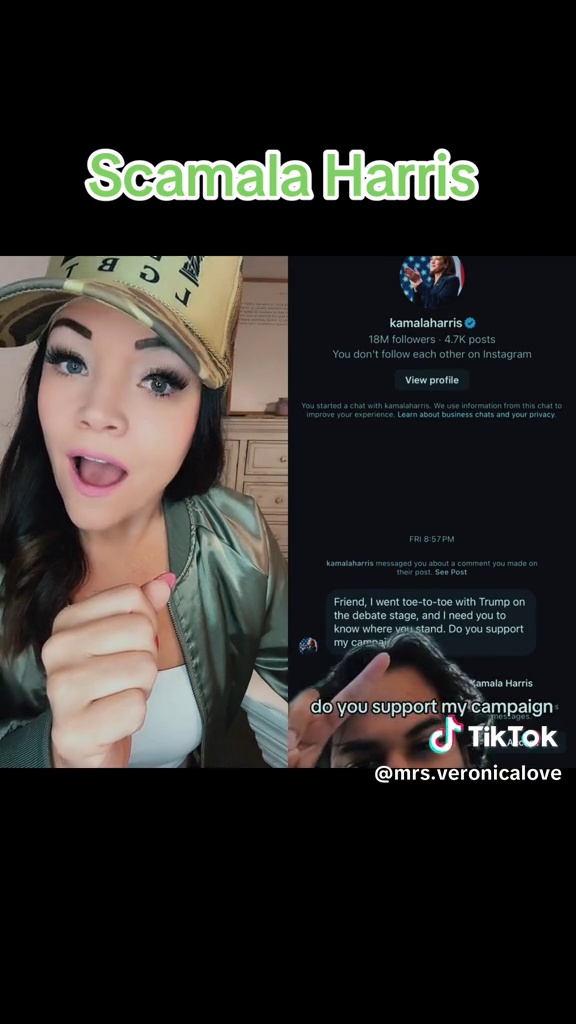 Scamala Harris
L G B T
kamalaharris
18M followers · 4.7K posts
You don't follow each other on Instagram
View profile
You started a chat with kamalaharris. We use information from this chat to
improve your experience. Learn about business chats and your privacy.
FRI 8:57 PM
kamalaharris messaged you about a comment you made on
their post. See Post
Friend, I went toe-to-toe with Trump on
the debate stage, and I need you to
know where you stand. Do you support
my
Kamala Harris
do you support my campaign
messages.
TikTok
@mrs.veronicalove